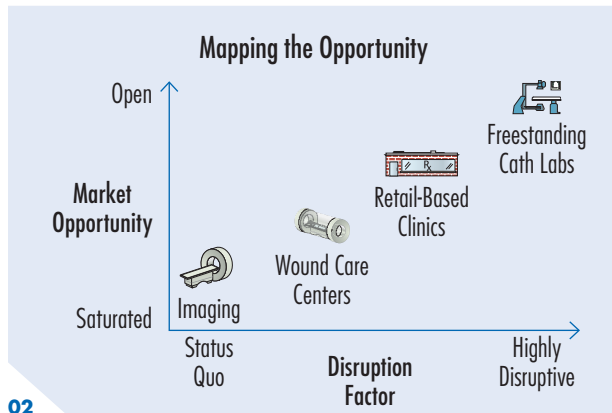 Mapping the Opportunity
Open
Freestanding
Cath Labs
Rx
Retail-Based
Clinics
Market
Opportunity
Wound Care
Centers
Imaging
Saturated
Status
Quo
Disruption
Factor
Highly
Disruptive
02